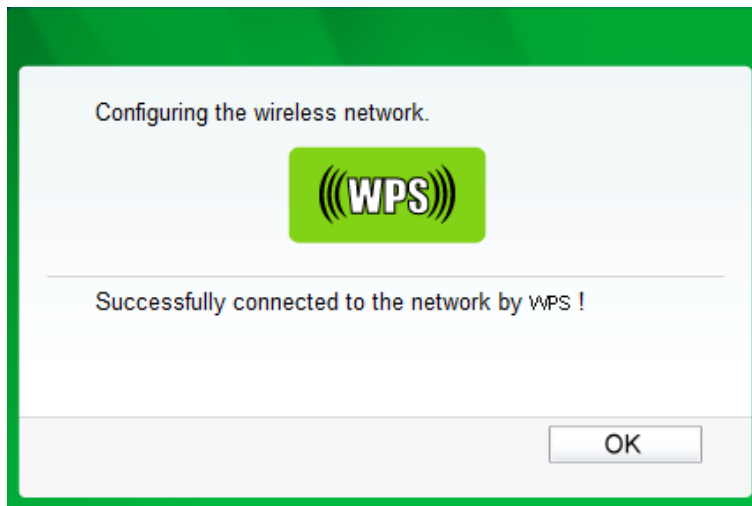 Configuring the wireless network.
WPS
Successfully connected to the network by WPS !
OK